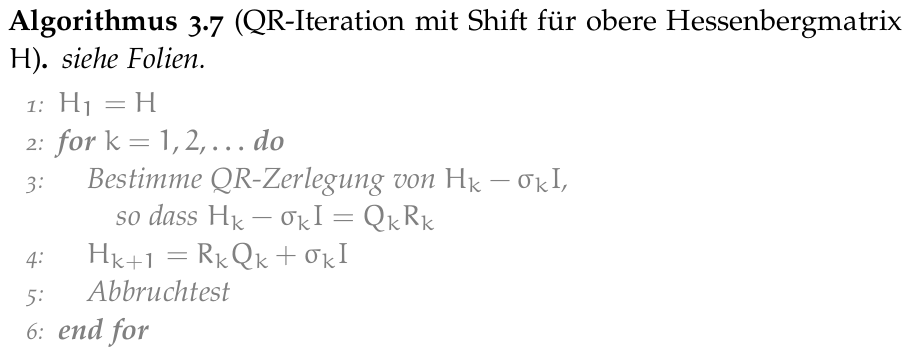 Algorithmus 3.7 (QR-Iteration mit Shift für obere Hessenbergmatrix
H). siehe Folien.
1: H₁ = H
2: for k = 1, 2, . . . do
3: Bestimme QR-Zerlegung von Hₖ − σₖI,
so dass Hₖ − σₖI = QₖRₖ
4: Hₖ₊₁ = RₖQₖ + σₖI
5: Abbruchtest
6: end for